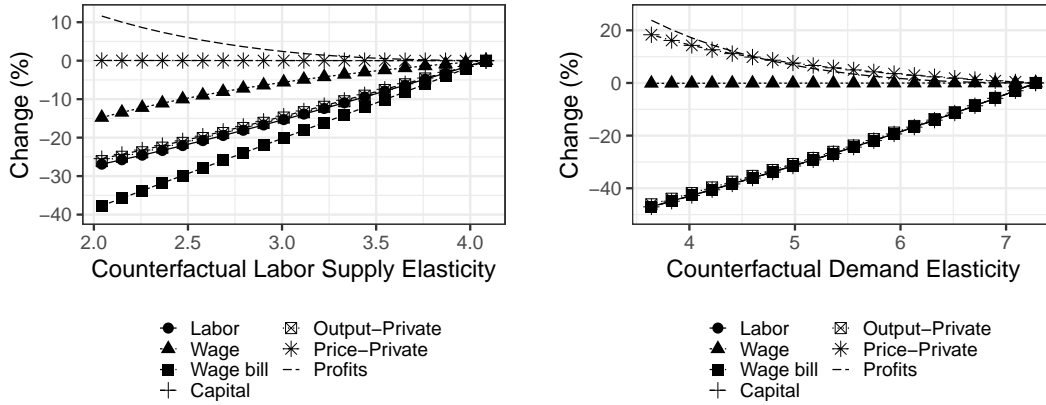 10
0
−10
−20
−30
−40
Change (%)
2.0 2.5 3.0 3.5 4.0
Counterfactual Labor Supply Elasticity
Labor
Wage
Wage bill
Capital
Output−Private
Price−Private
Profits
20
0
−20
−40
Change (%)
4 5 6 7
Counterfactual Demand Elasticity
Labor
Wage
Wage bill
Capital
Output−Private
Price−Private
Profits